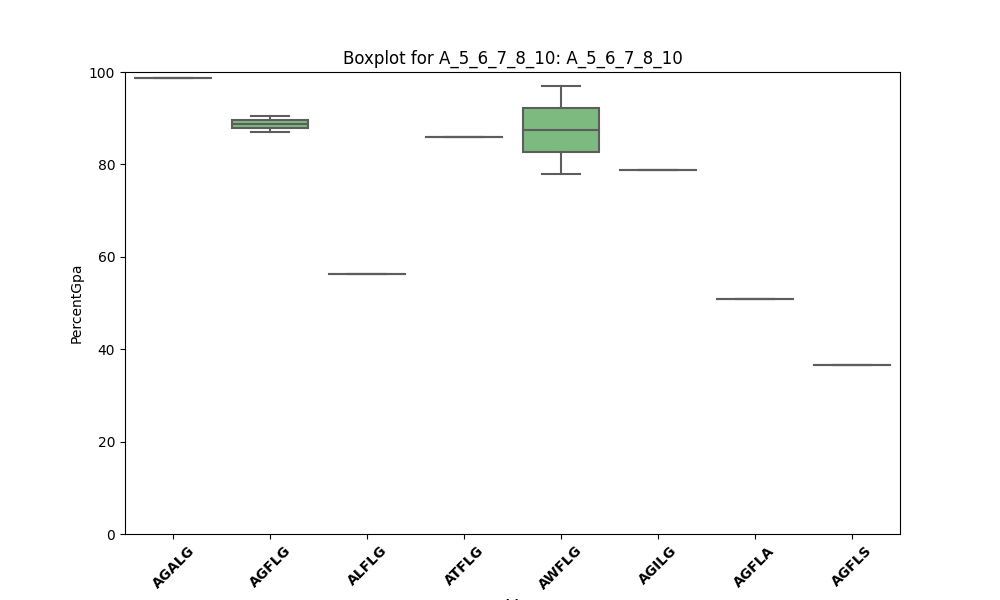 Boxplot for A_5_6_7_8_10: A_5_6_7_8_10
100
80
60
40
20
0
PercentGpa
AGALG
AGFLG
ALFLG
ATFLG
AWFLG
AGILG
AGFLA
AGFLS